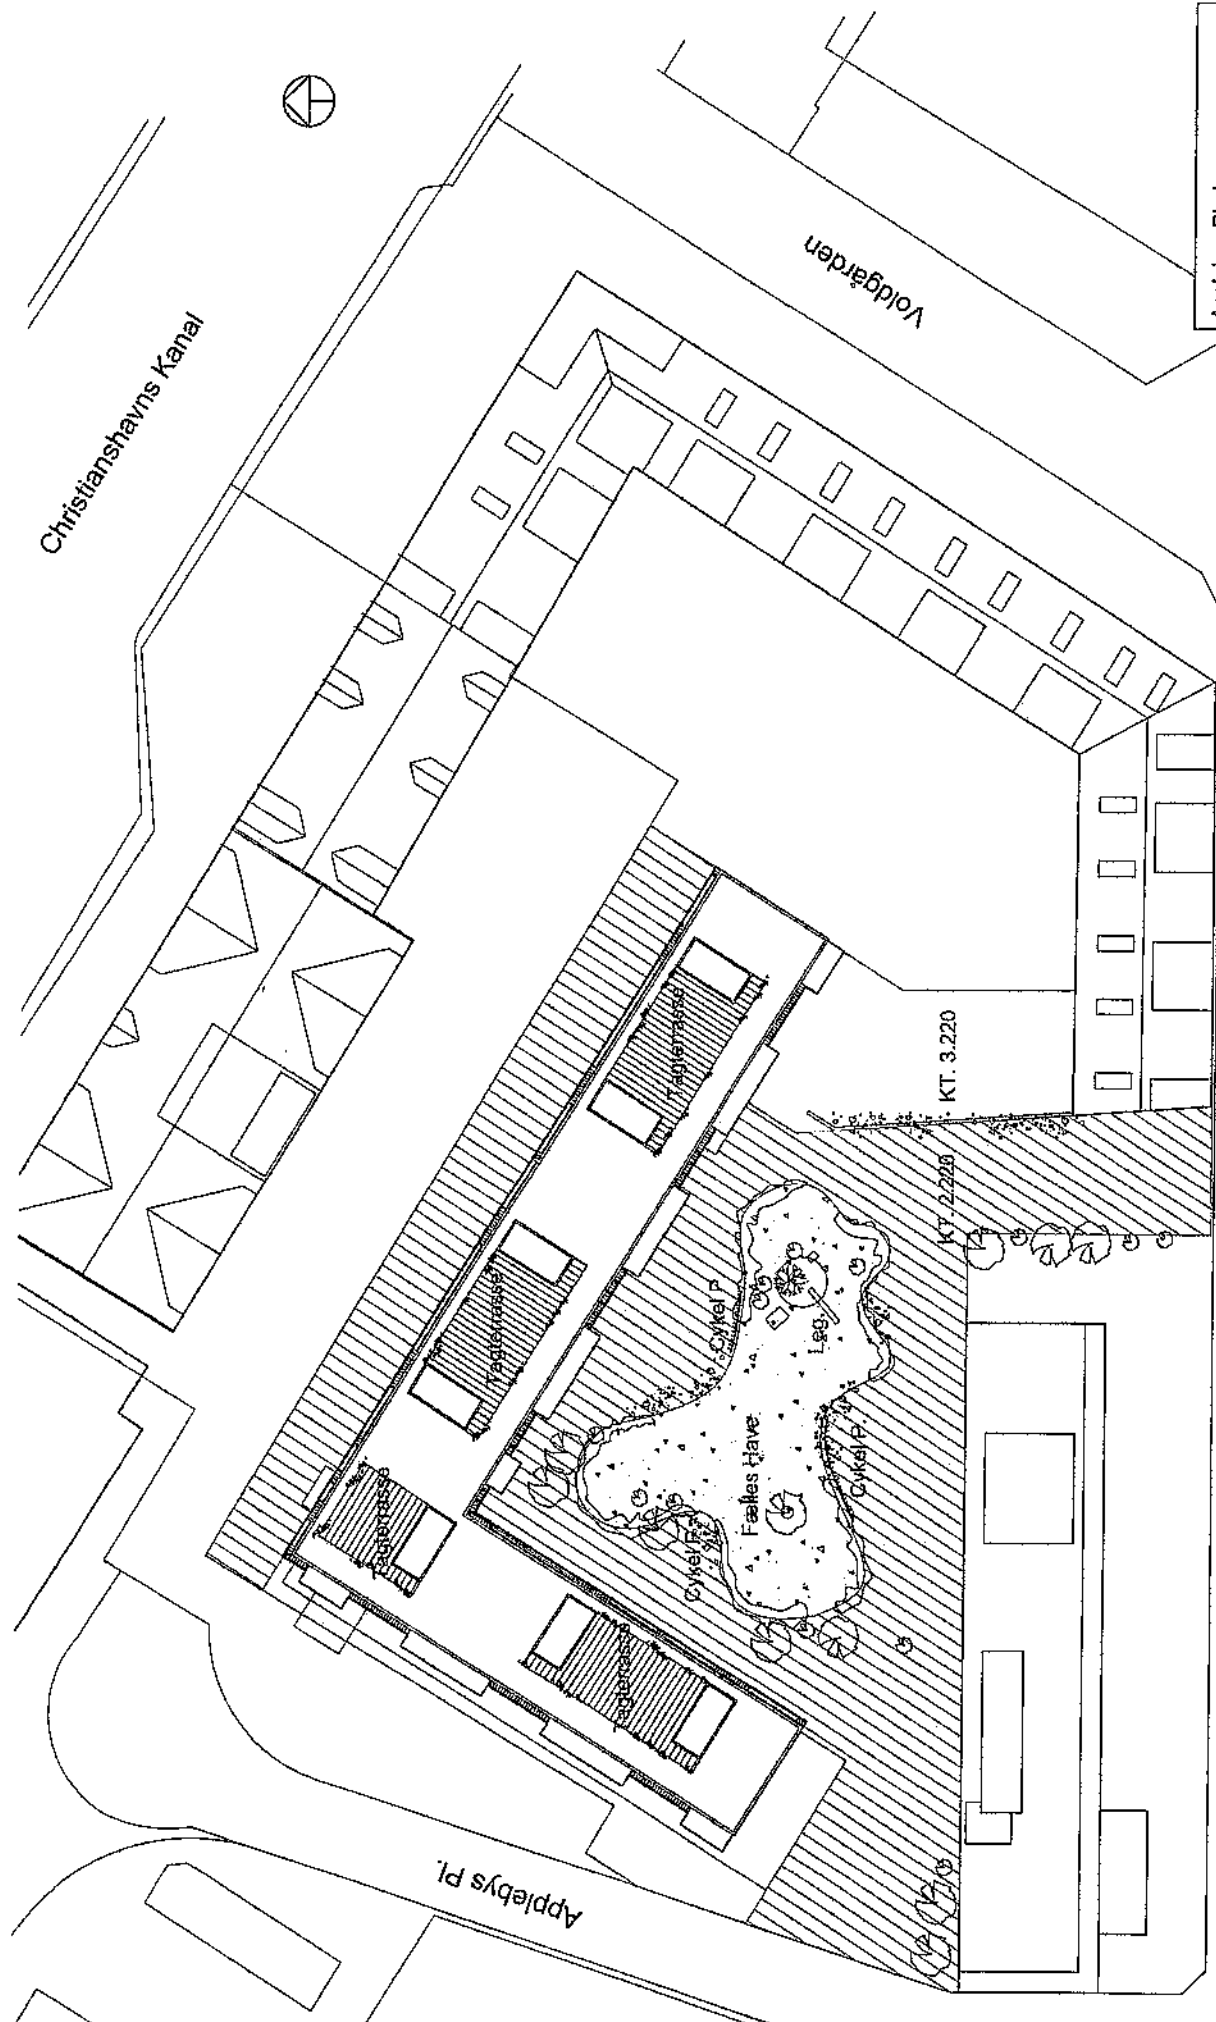 Christianshavns Kanal
Voldgården
Tagterrasse
KT. 3.220
KT. 2.220
Tagterrasse
Cykel P.
Leg.
Tagterrasse
Fælles Have
Cykel P.
Cykel P.
Tagterrasse
Applebys Pl.